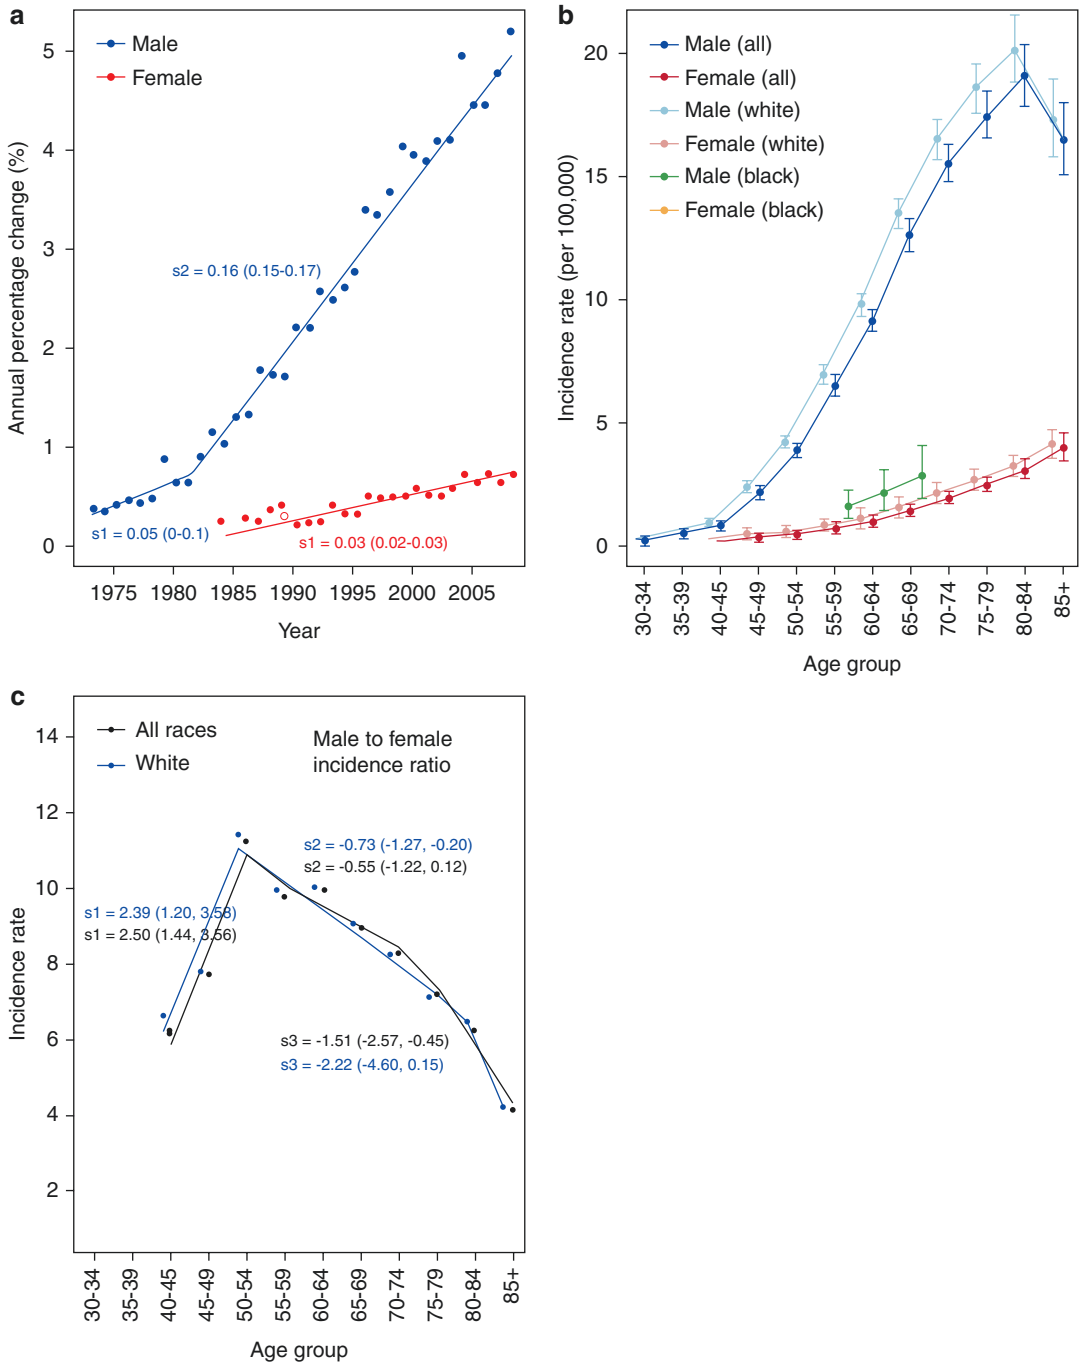 a
Male
Female
Annual percentage change (%)
5
4
3
2
1
0
s2 = 0.16 (0.15-0.17)
s1 = 0.05 (0-0.1)
s1 = 0.03 (0.02-0.03)
1975 1980 1985 1990 1995 2000 2005
Year
b
Male (all)
Female (all)
Male (white)
Female (white)
Male (black)
Female (black)
Incidence rate (per 100,000)
20
15
10
5
0
30-34 35-39 40-45 45-49 50-54 55-59 60-64 65-69 70-74 75-79 80-84 85+
Age group
c
All races
White
Male to female
incidence ratio
Incidence rate
14
12
10
8
6
4
2
s2 = -0.73 (-1.27, -0.20)
s2 = -0.55 (-1.22, 0.12)
s1 = 2.39 (1.20, 3.58)
s1 = 2.50 (1.44, 3.56)
s3 = -1.51 (-2.57, -0.45)
s3 = -2.22 (-4.60, 0.15)
30-34 35-39 40-45 45-49 50-54 55-59 60-64 65-69 70-74 75-79 80-84 85+
Age group